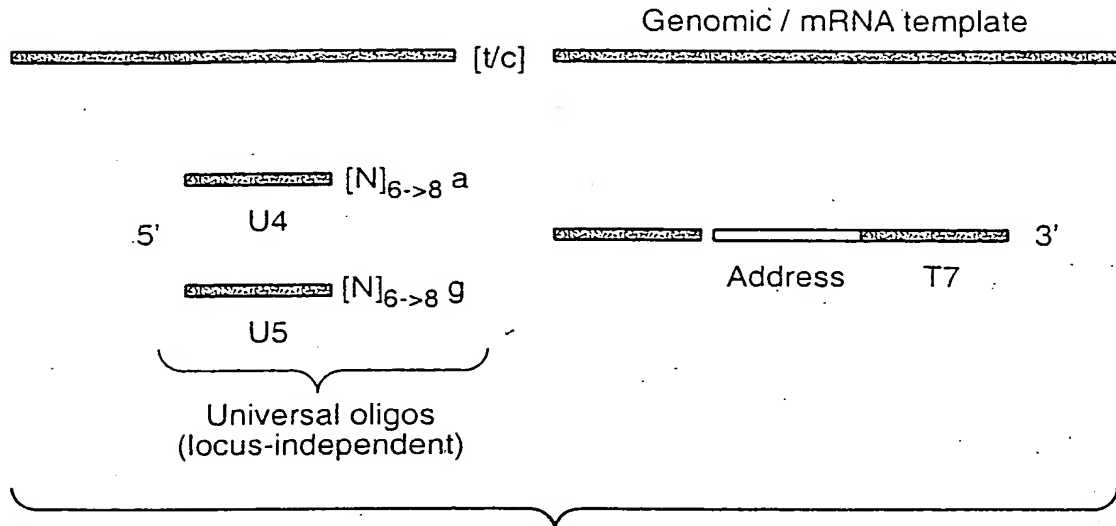 Genomic / mRNA template
[t/c]
[N]6->8 a
U4
5'
3'
Address
T7
[N]6->8 g
U5
Universal oligos
(locus-independent)